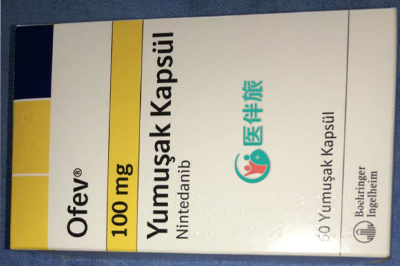 Ofev®
100 mg
Yumuşak Kapsül
Nintedanib
医伴旅
60 Yumuşak Kapsül
Boehringer
Ingelheim